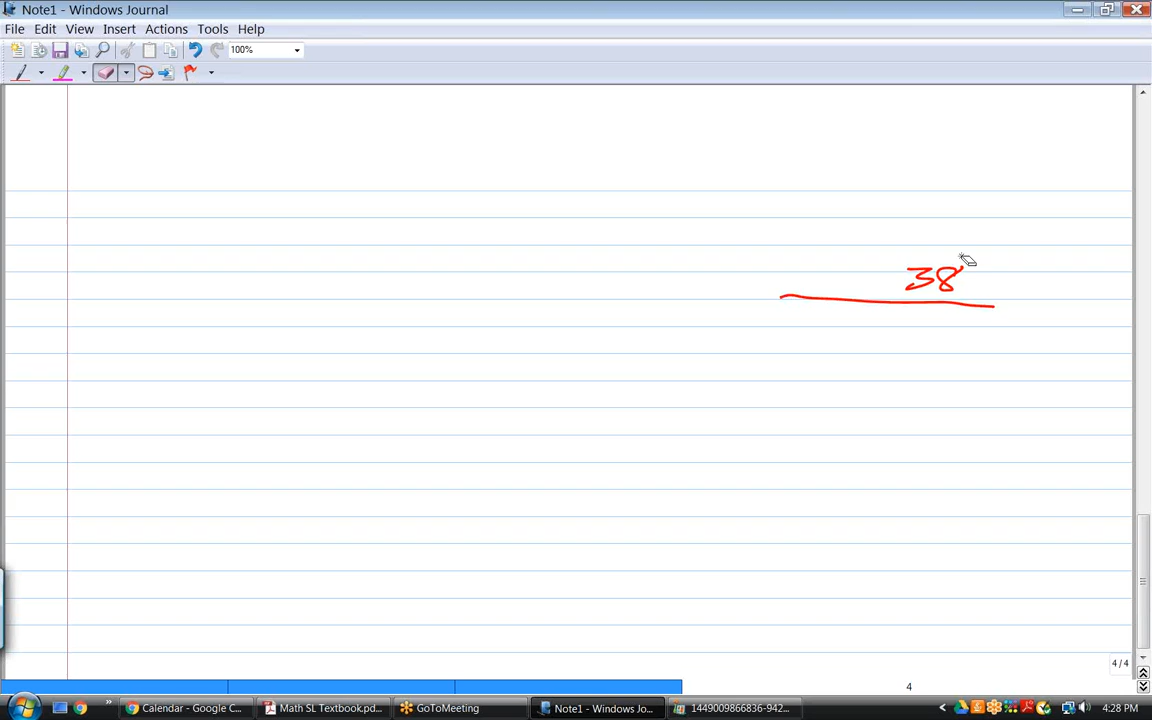 Note1 - Windows Journal
File Edit View Insert Actions Tools Help
100%
38
4/4
4
Calendar - Google C...
Math SL Textbook.pd...
GoToMeeting
Note1 - Windows Jo...
1449009866836-942...
4:28 PM